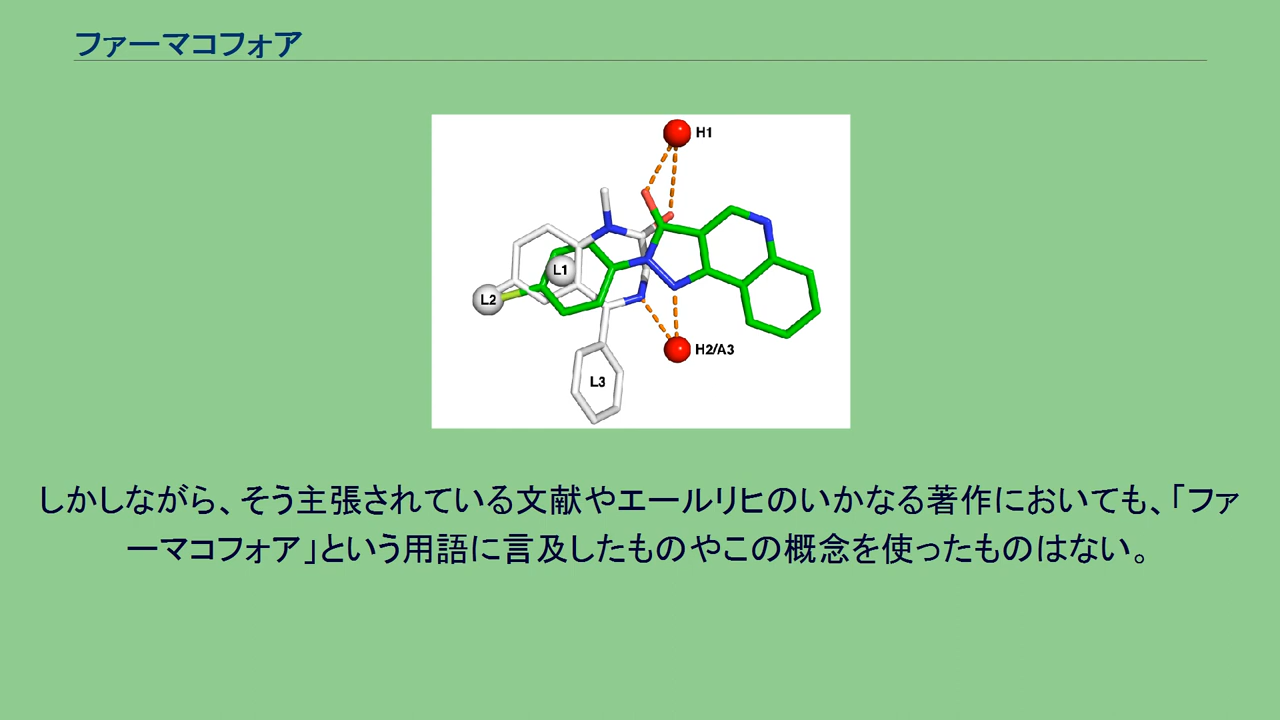 ファーマコフォア
H1
L1
L2
H2/A3
L3
しかしながら、そう主張されている文献やエールリヒのいかなる著作においても、「ファ
ーマコフォア」という用語に言及したものやこの概念を使ったものはない。